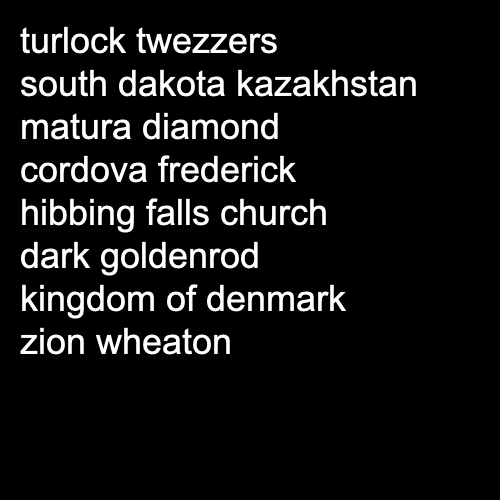 turlock twezzers
south dakota kazakhstan
matura diamond
cordova frederick
hibbing falls church
dark goldenrod
kingdom of denmark
zion wheaton